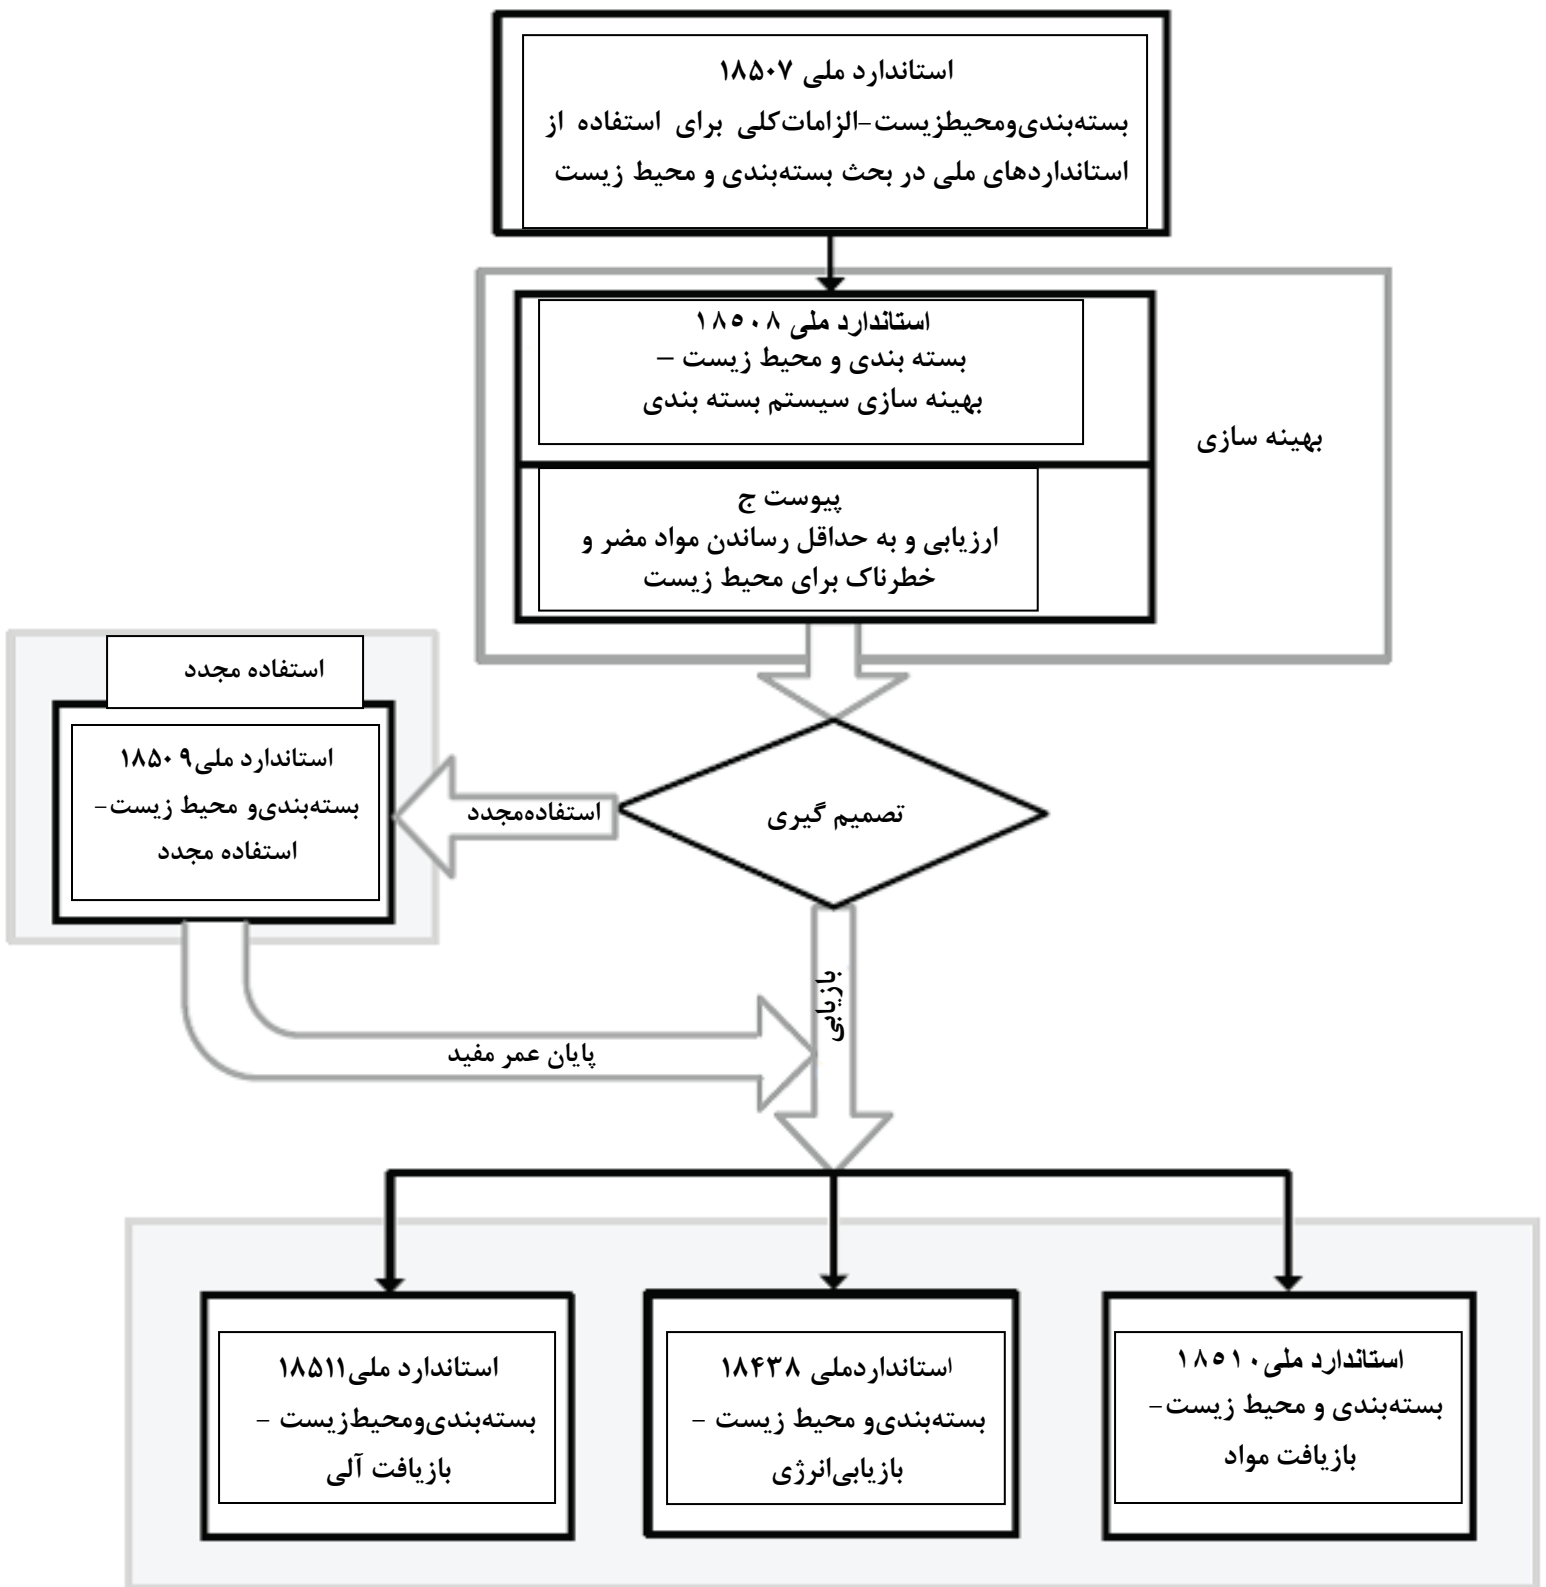 استاندارد ملی ۱۸۵۰۷
بسته‌بندی‌ومحیط‌زیست-الزامات‌کلی برای استفاده از
استانداردهای ملی در بحث بسته‌بندی و محیط زیست
استاندارد ملی ۱۸۵۰۸
بسته بندی و محیط زیست –
بهینه سازی سیستم بسته بندی
بهینه سازی
پیوست ج
ارزیابی و به حداقل رساندن مواد مضر و
خطرناک برای محیط زیست
استفاده مجدد
استاندارد ملی۱۸۵۰۹
بسته‌بندی‌و محیط زیست-
استفاده مجدد
استفاده‌مجدد
تصمیم گیری
بازیابی
پایان عمر مفید
استاندارد ملی۱۸۵۱۰
بسته‌بندی و محیط زیست-
بازیافت مواد
استانداردملی ۱۸۴۳۸
بسته‌بندی‌و محیط زیست -
بازیابی‌انرژی
استاندارد ملی۱۸۵۱۱
بسته‌بندی‌ومحیط‌زیست -
بازیافت آلی